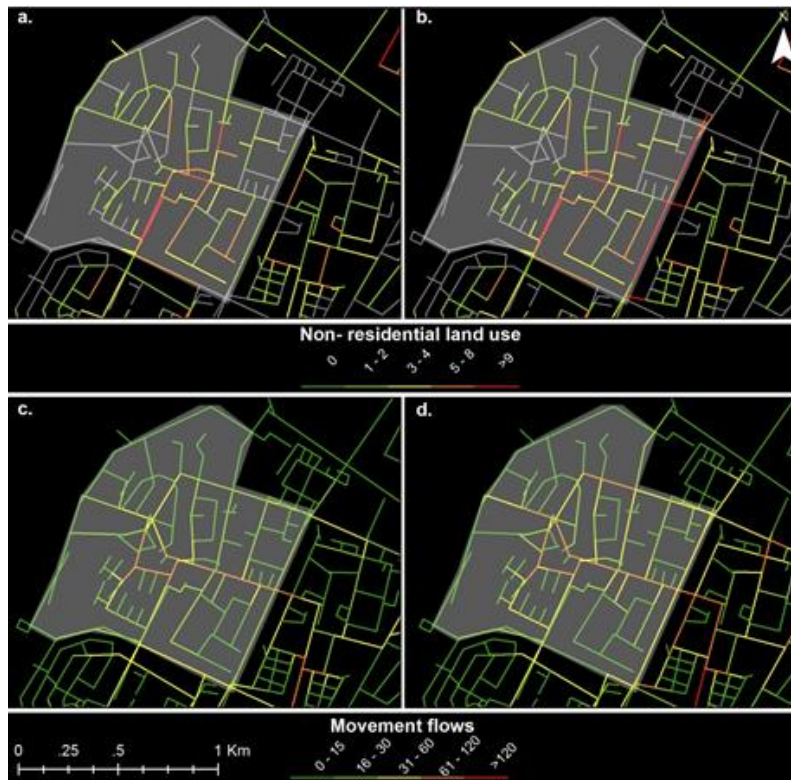 a.
b.
N
Non- residential land use
0
1 - 2
3 - 4
5 - 8
>9
c.
d.
Movement flows
0 .25 .5 1 Km
0 - 15
16 - 30
31 - 60
61 - 120
>120